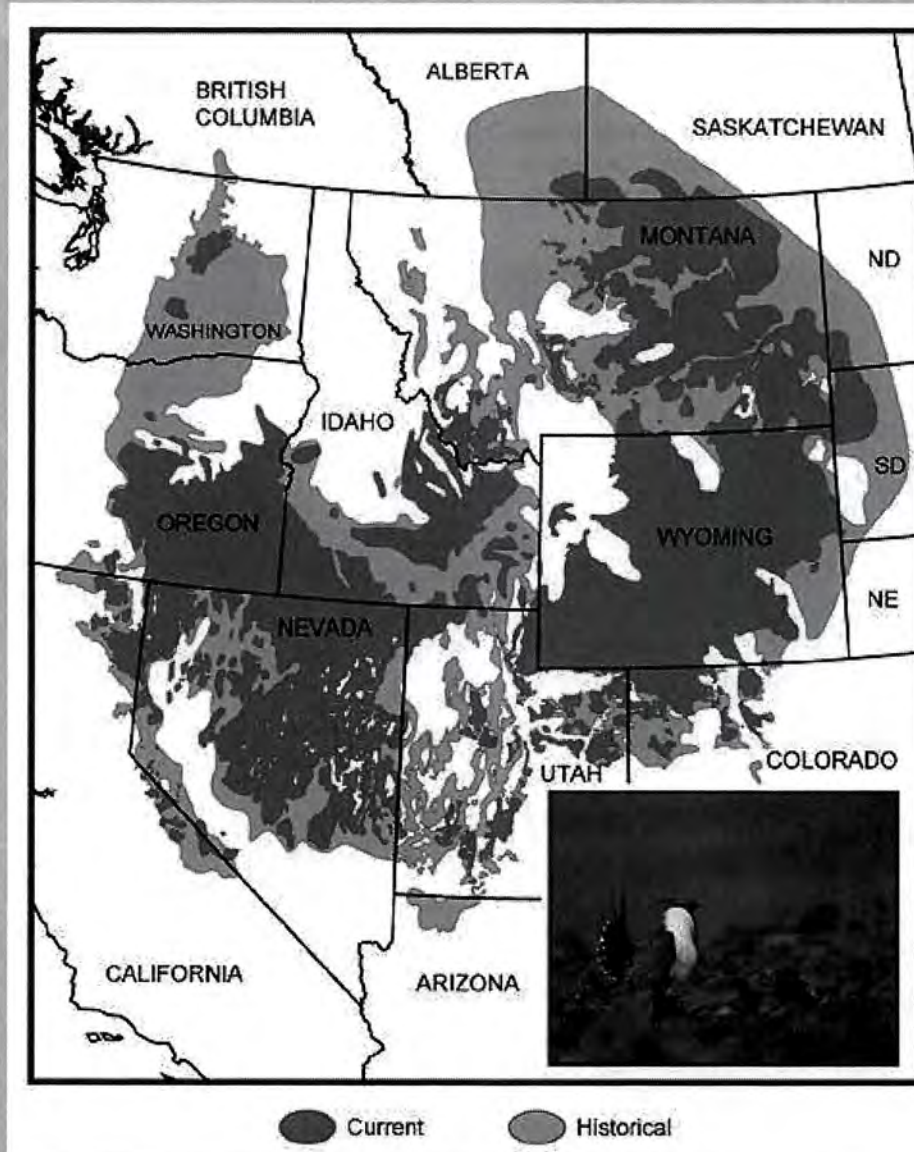 BRITISH
COLUMBIA
ALBERTA
SASKATCHEWAN
MONTANA
ND
WASHINGTON
IDAHO
SD
OREGON
WYOMING
NE
NEVADA
UTAH
COLORADO
CALIFORNIA
ARIZONA
Current
Historical